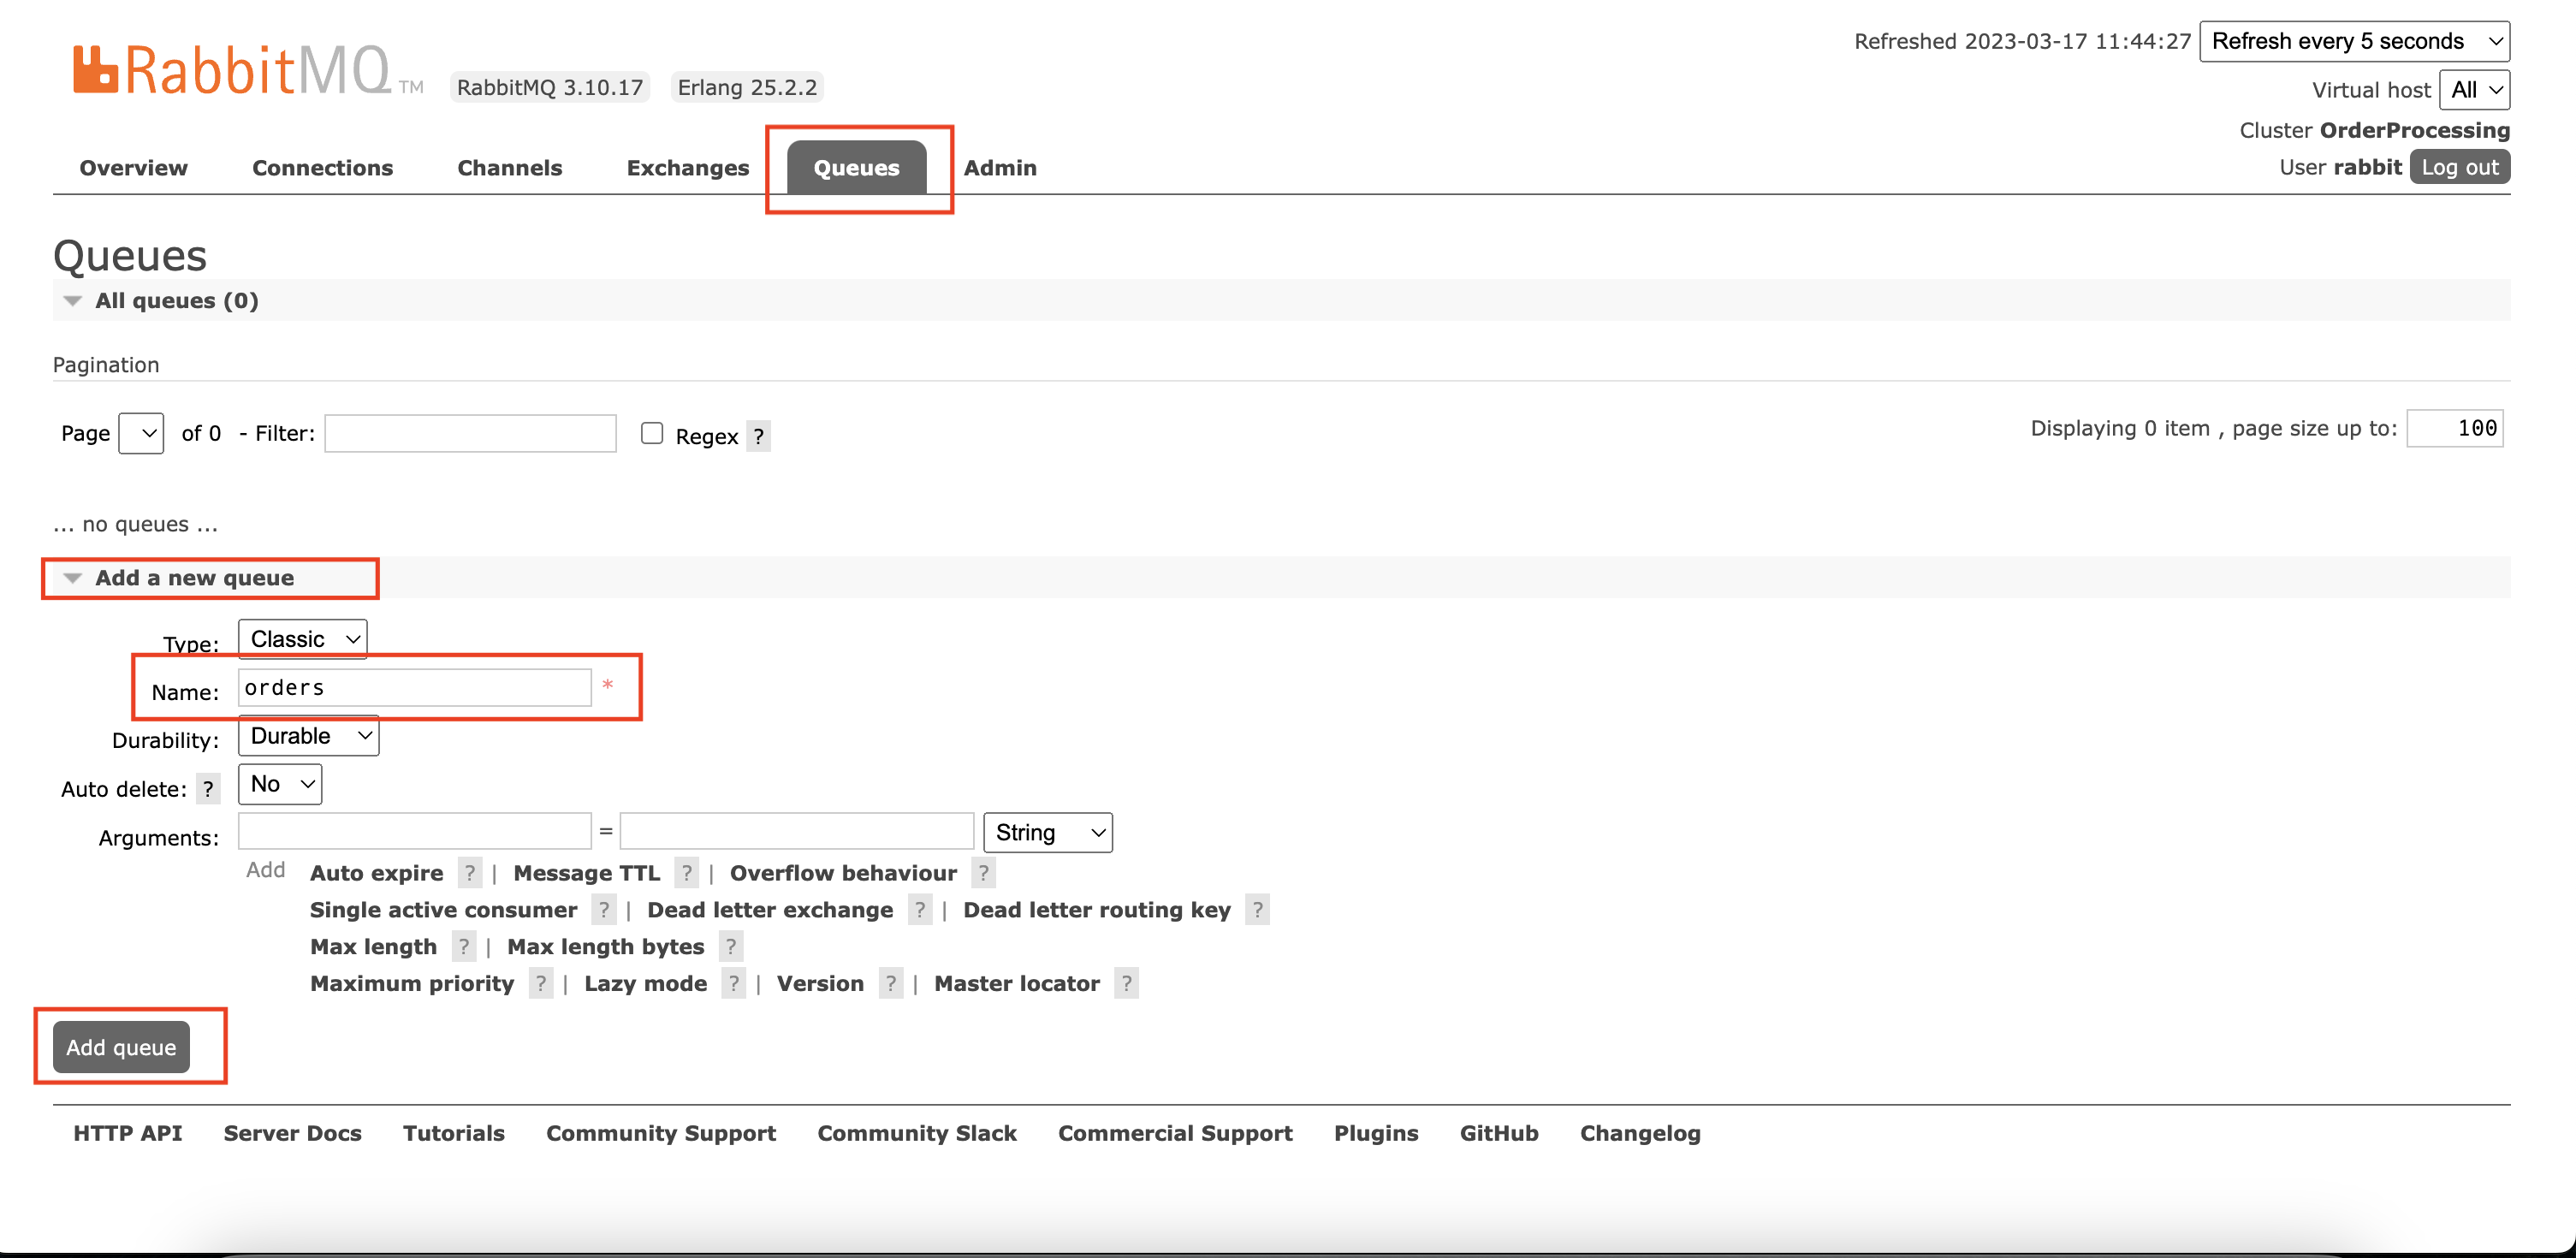 Refreshed 2023-03-17 11:44:27 Refresh every 5 seconds
RabbitMQ TM RabbitMQ 3.10.17 Erlang 25.2.2
Virtual host All
Cluster OrderProcessing
User rabbit Log out
Overview Connections Channels Exchanges Queues Admin
Queues
All queues (0)
Pagination
Page of 0 - Filter: Regex ? Displaying 0 item , page size up to: 100
... no queues ...
Add a new queue
Type: Classic
Name: orders *
Durability: Durable
Auto delete: ? No
Arguments: = String
Add Auto expire ? | Message TTL ? | Overflow behaviour ?
Single active consumer ? | Dead letter exchange ? | Dead letter routing key ?
Max length ? | Max length bytes ?
Maximum priority ? | Lazy mode ? | Version ? | Master locator ?
Add queue
HTTP API Server Docs Tutorials Community Support Community Slack Commercial Support Plugins GitHub Changelog